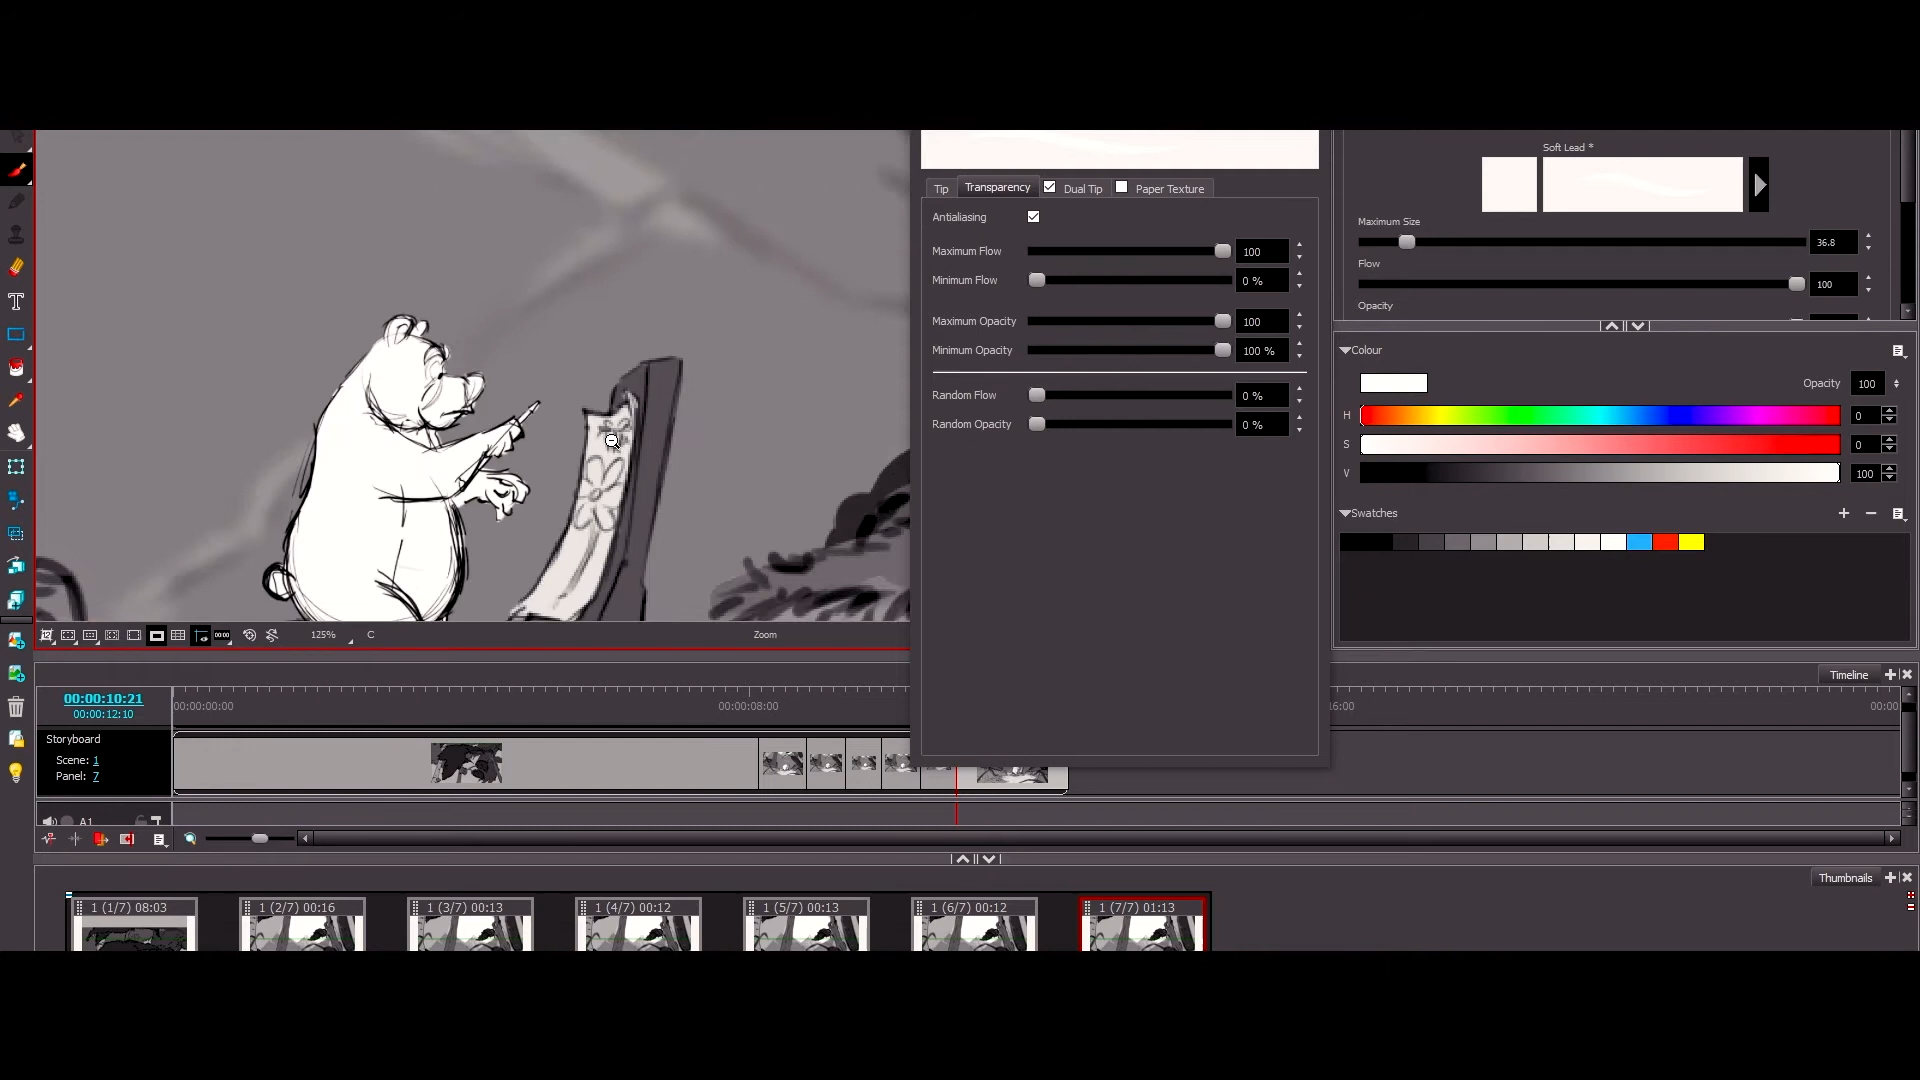 Soft Lead *
Tip Transparency Dual Tip Paper Texture
Antialiasing
Maximum Size
36.8
Maximum Flow 100
Flow
Minimum Flow 0 %
100
Opacity
Maximum Opacity 100
Minimum Opacity 100 %
Colour
Opacity 100
Random Flow 0 %
H 0
Random Opacity 0 %
S 0
V 100
Swatches
125% C Zoom
Timeline
00:00:10:21
00:00:12:10
00:00:00:00 00:00:08:00 16:00 00:00
Storyboard
Scene: 1
Panel: 7
A1
Thumbnails
1 (1/7) 08:03 1 (2/7) 00:16 1 (3/7) 00:13 1 (4/7) 00:12 1 (5/7) 00:13 1 (6/7) 00:12 1 (7/7) 01:13